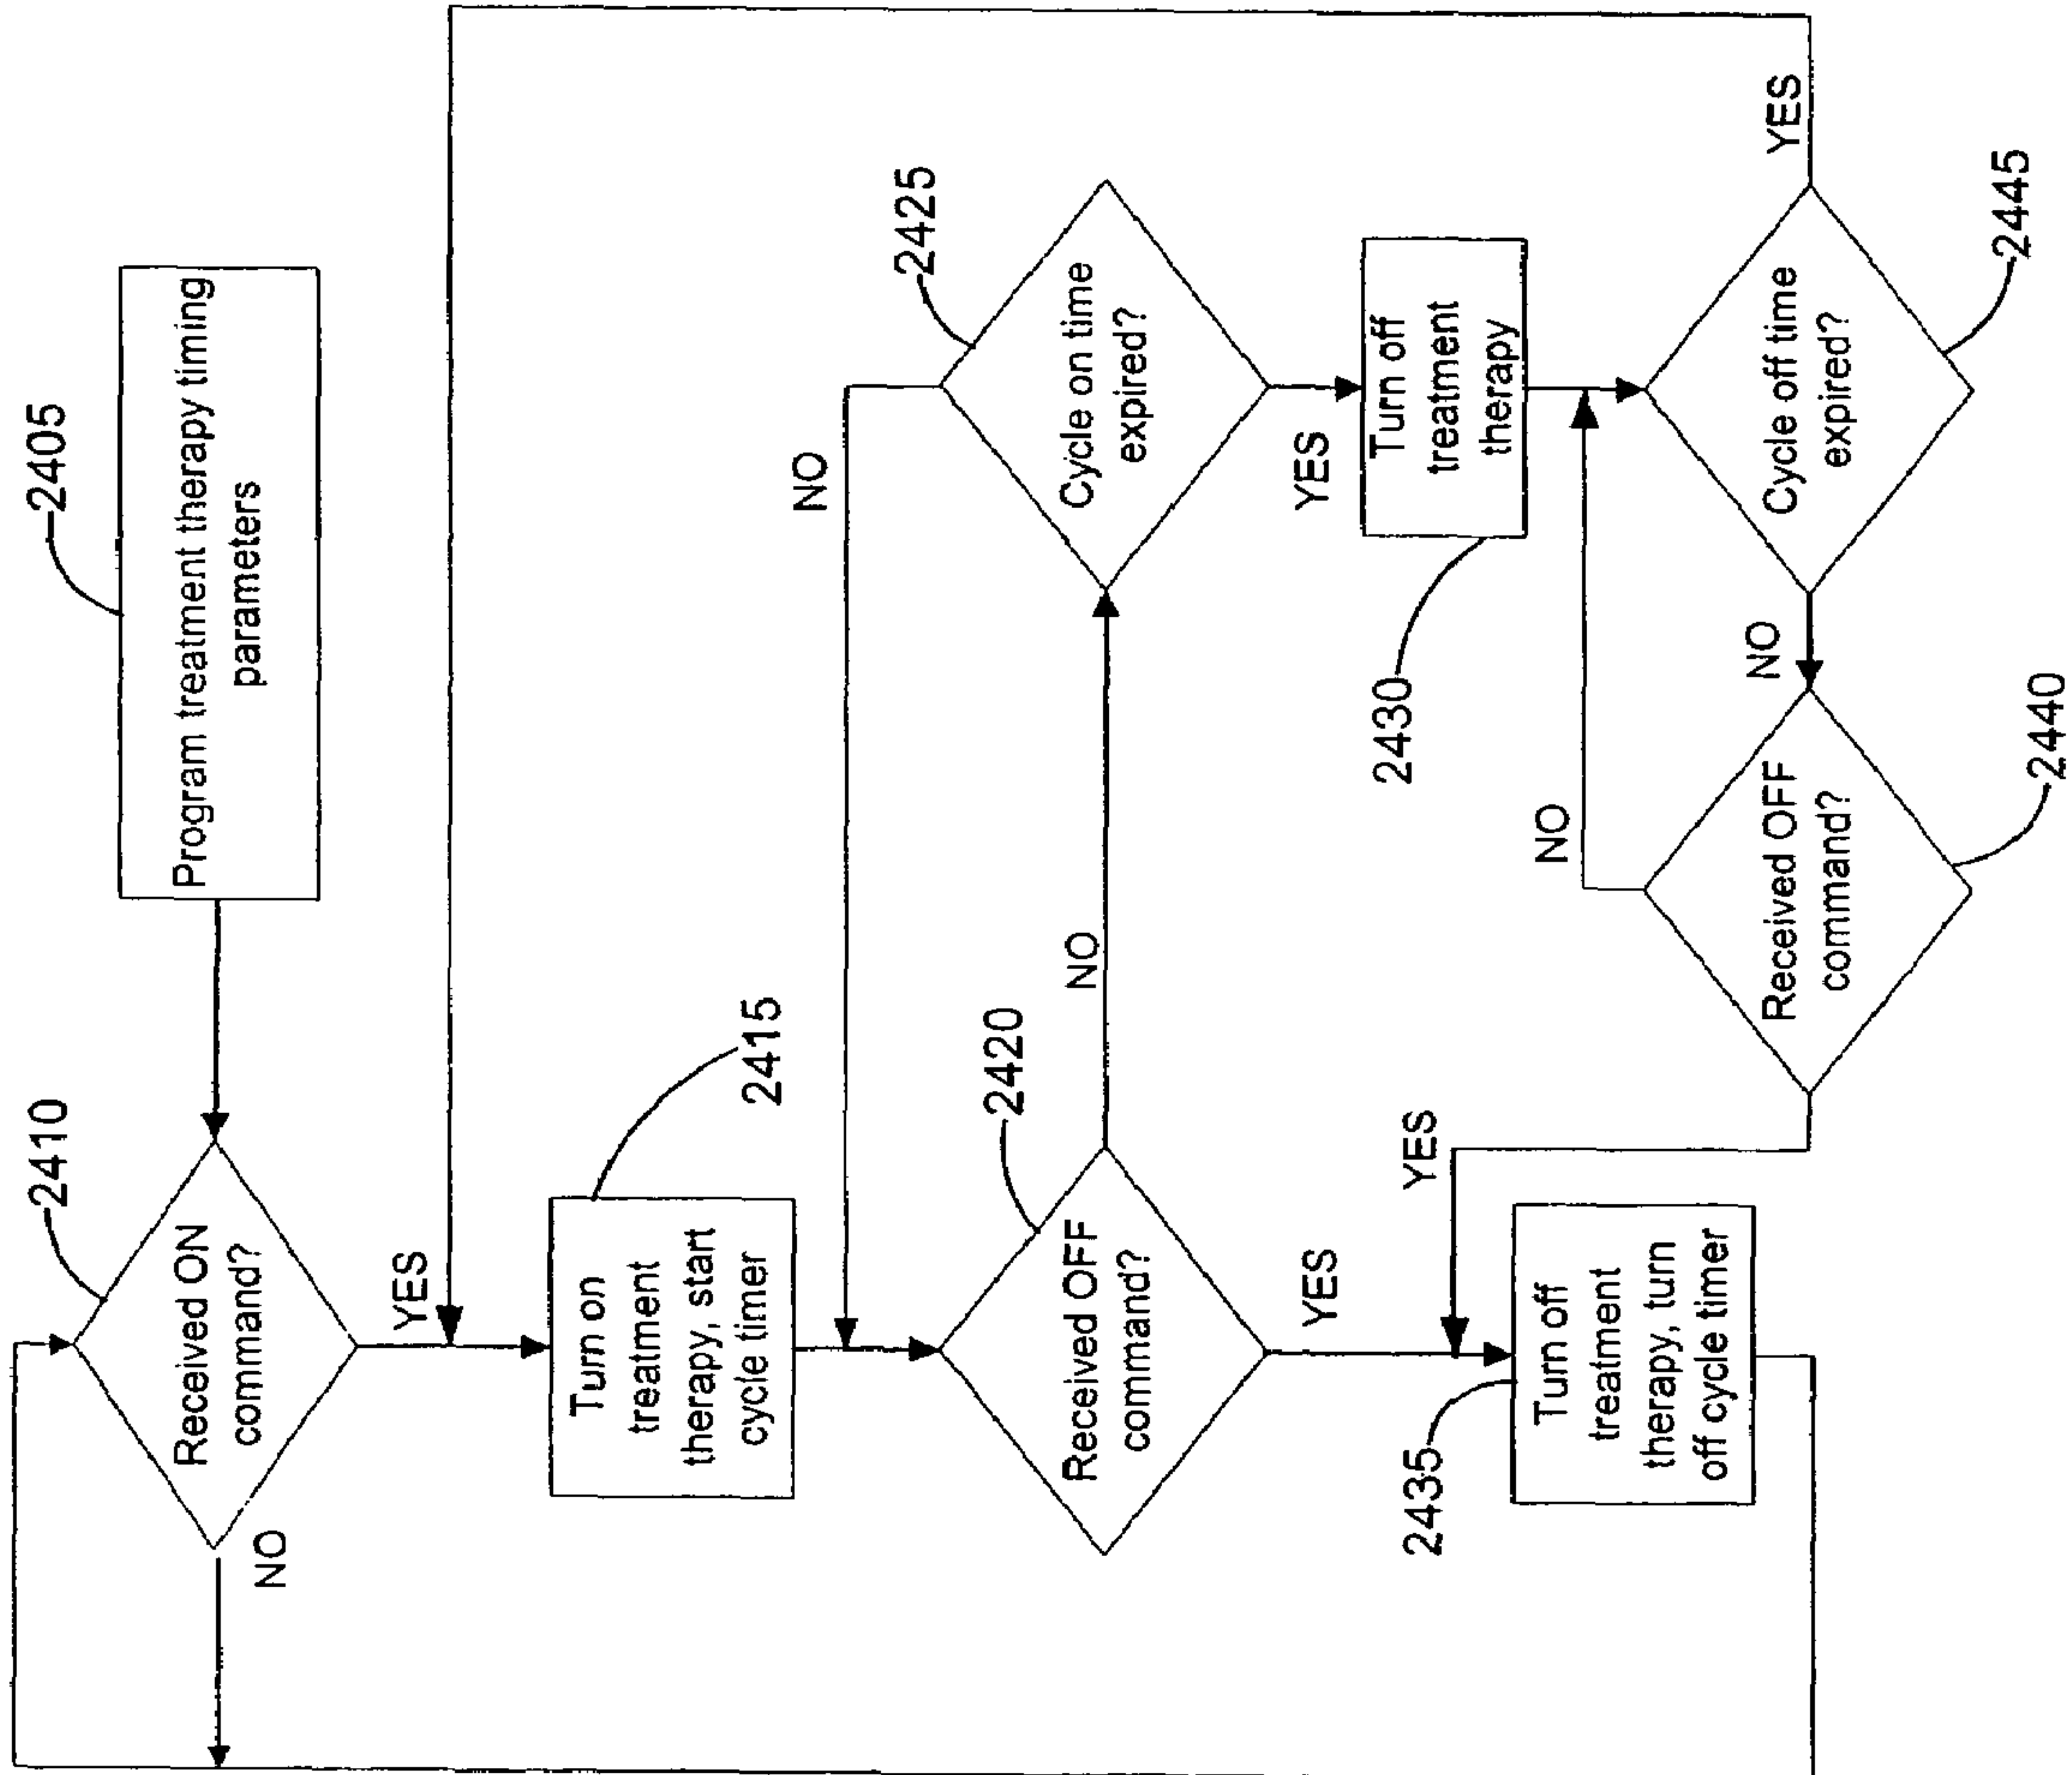 2405
Program treatment therapy timing
parameters
2410
Received ON
command?
NO
YES
2415
Turn on
treatment
therapy, start
cycle timer
2420
Received OFF
command?
NO
YES
2425
Cycle on time
expired?
NO
YES
2430
Turn off
treatment
therapy
2435
Turn off
treatment
therapy, turn
off cycle timer
2440
Received OFF
command?
NO
YES
2445
Cycle off time
expired?
NO
YES